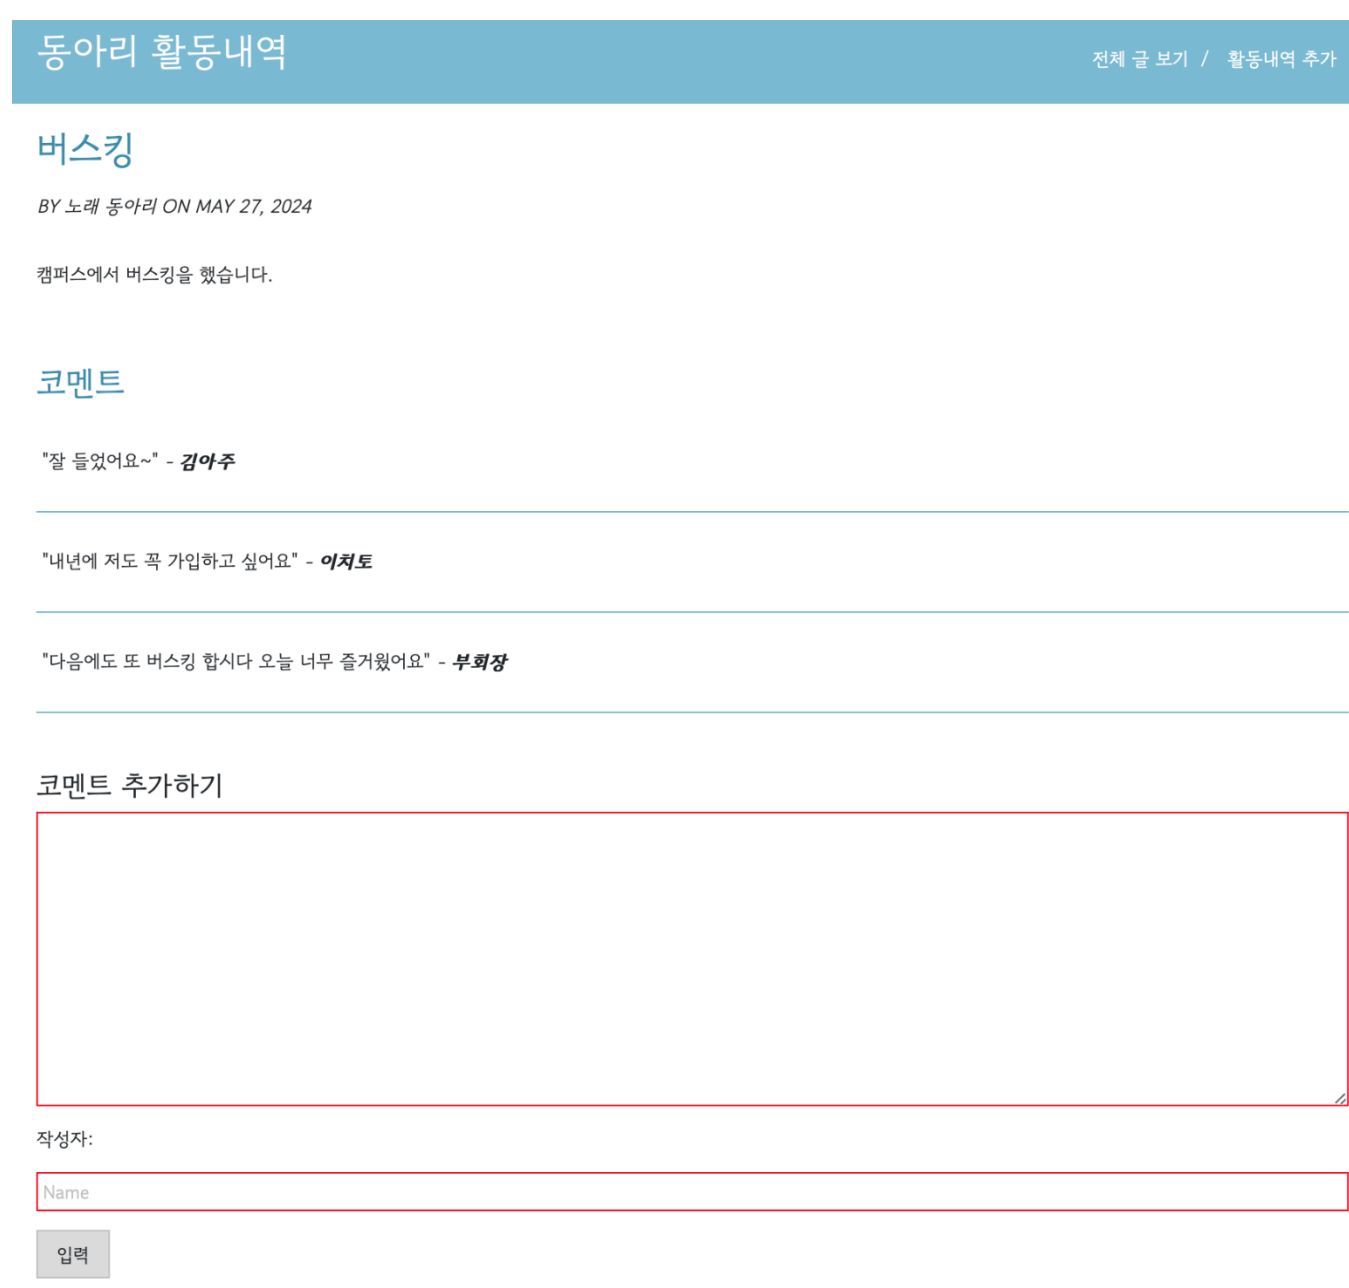 동아리 활동내역
전체 글 보기 / 활동내역 추가
버스킹
BY 노래 동아리 ON MAY 27, 2024
캠퍼스에서 버스킹을 했습니다.
코멘트
"잘 들었어요~" - 김아주
"내년에 저도 꼭 가입하고 싶어요" - 이치토
"다음에도 또 버스킹 합시다 오늘 너무 즐거웠어요" - 부회장
코멘트 추가하기
작성자:
Name
입력